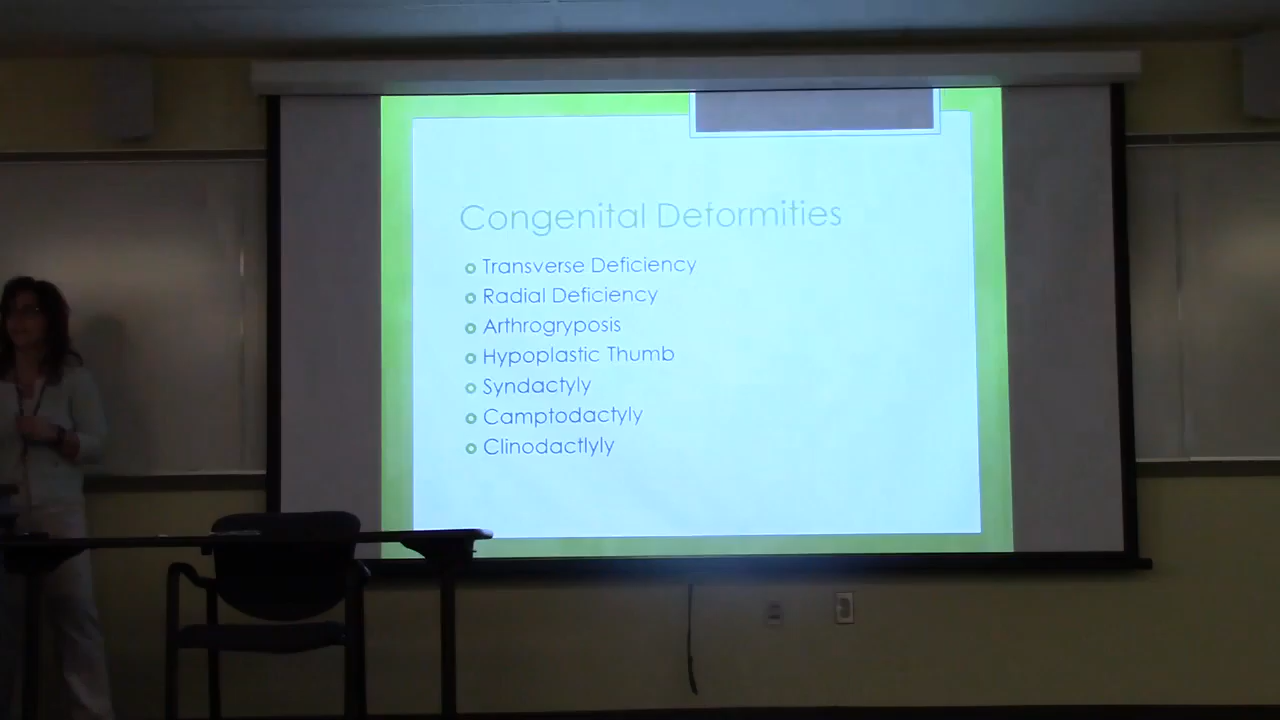 Congenital Deformities
Transverse Deficiency
Radial Deficiency
Arthrogryposis
Hypoplastic Thumb
Syndactyly
Camptodactyly
Clinodactlyly